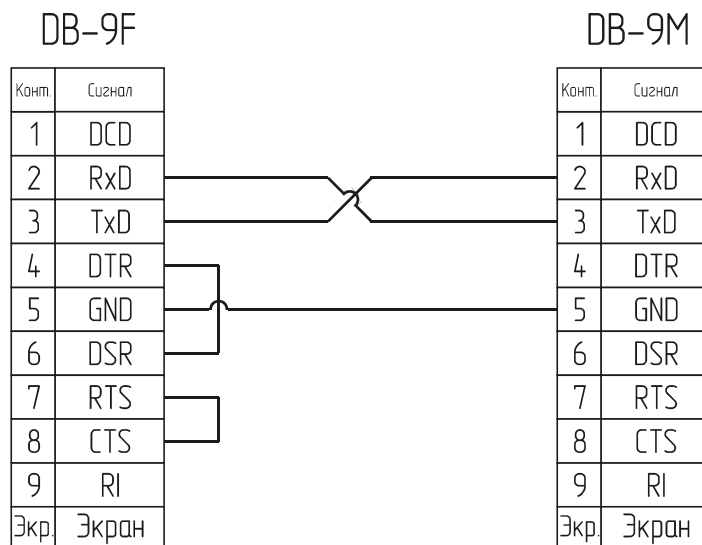 DB-9F
DB-9M
Конт. Сигнал
1 DCD
2 RxD
3 TxD
4 DTR
5 GND
6 DSR
7 RTS
8 CTS
9 RI
Экр. Экран
Конт. Сигнал
1 DCD
2 RxD
3 TxD
4 DTR
5 GND
6 DSR
7 RTS
8 CTS
9 RI
Экр. Экран